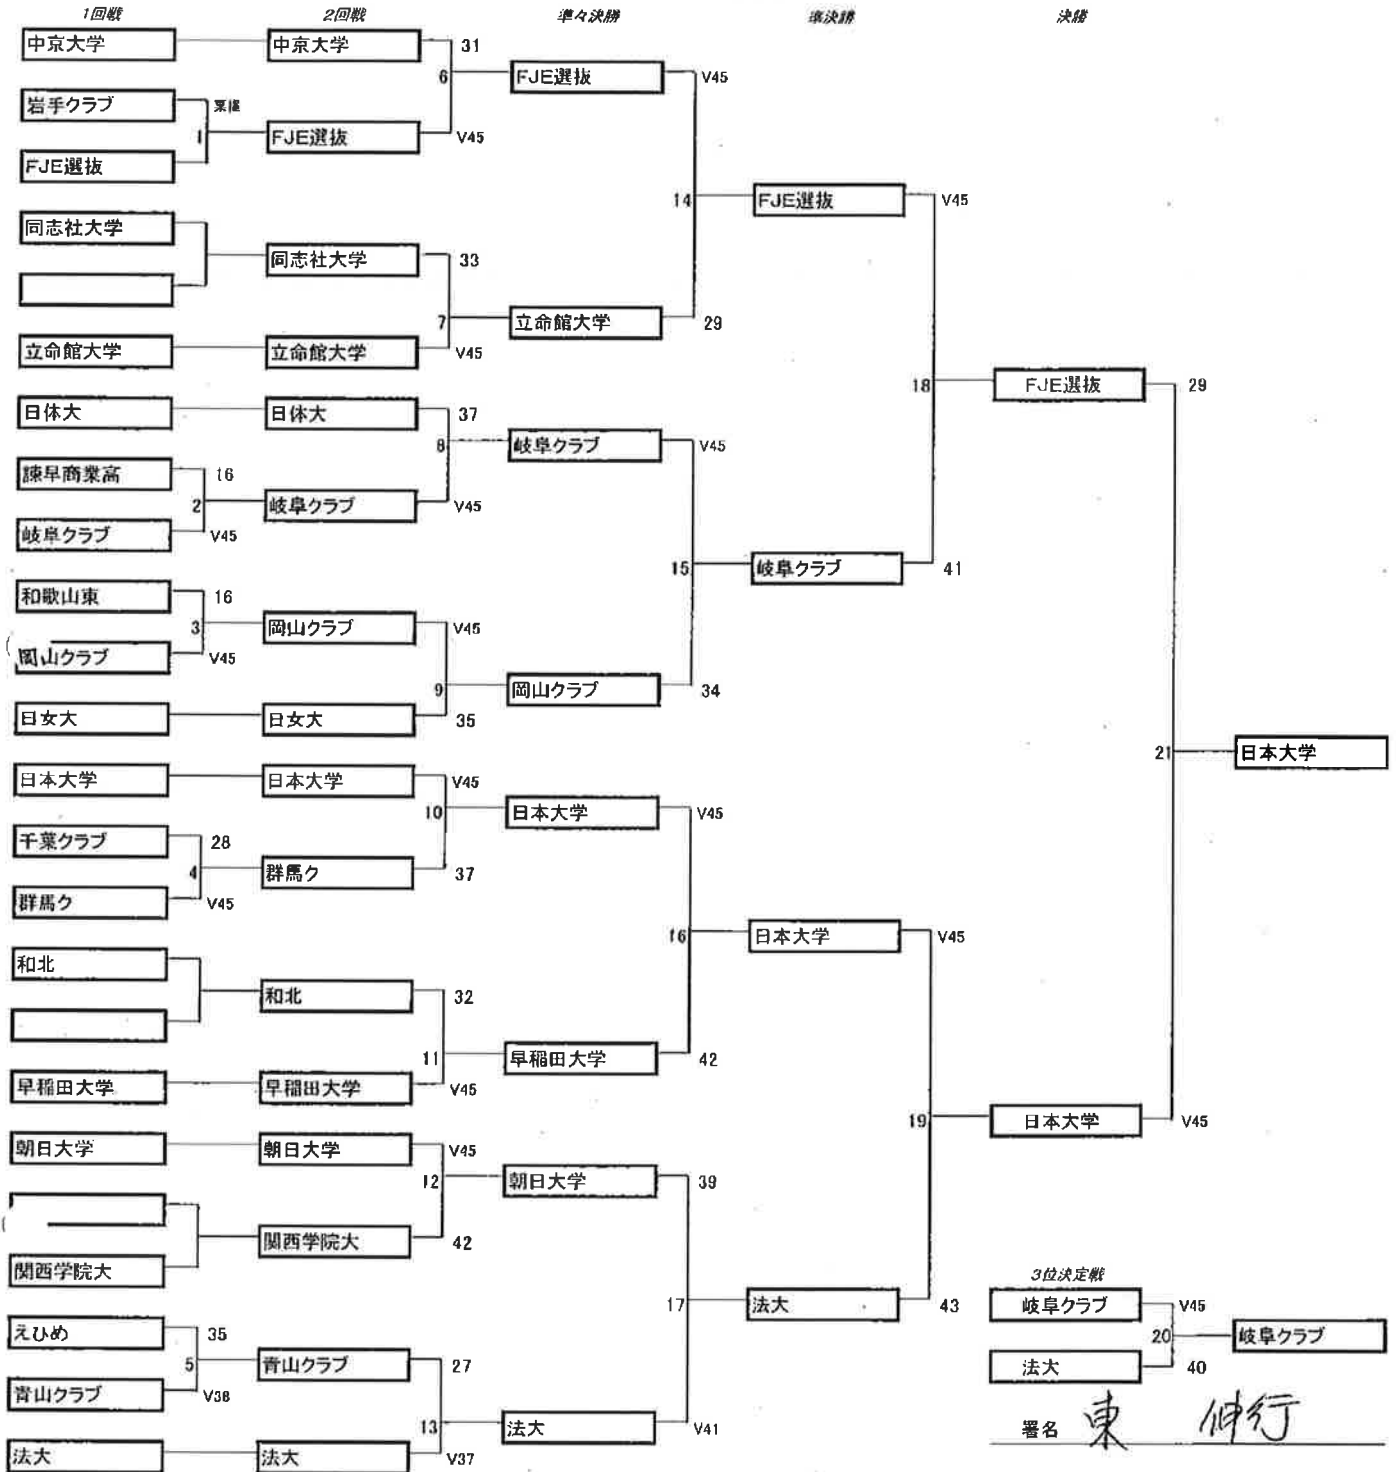 1回戦 2回戦 準々決勝 準決勝 決勝
中京大学 中京大学 31
6 FJE選抜 V45
岩手クラブ 棄権
1 FJE選抜 V45
FJE選抜
14 FJE選抜 V45
同志社大学
同志社大学 33
7 立命館大学 29
立命館大学 立命館大学 V45
18 FJE選抜 29
日体大 日体大 37
8 岐阜クラブ V45
諫早商業高 16
2 岐阜クラブ V45
岐阜クラブ V45
15 岐阜クラブ 41
和歌山東 16
3 岡山クラブ V45
岡山クラブ V45
9 岡山クラブ 34
日女大 日女大 35
21 日本大学
日本大学 日本大学 V45
10 日本大学 V45
千葉クラブ 28
4 群馬ク 37
群馬ク V45
16 日本大学 V45
和北
和北 32
11 早稲田大学 42
早稲田大学 早稲田大学 V45
19 日本大学 V45
朝日大学 朝日大学 V45
12 朝日大学 39
関西学院大 42
関西学院大
17 法大 43
えひめ 35
5 青山クラブ 27
青山クラブ V38
13 法大 V41
法大 法大 V37
3位決定戦
岐阜クラブ V45
20 岐阜クラブ
法大 40
署名 東 伸行